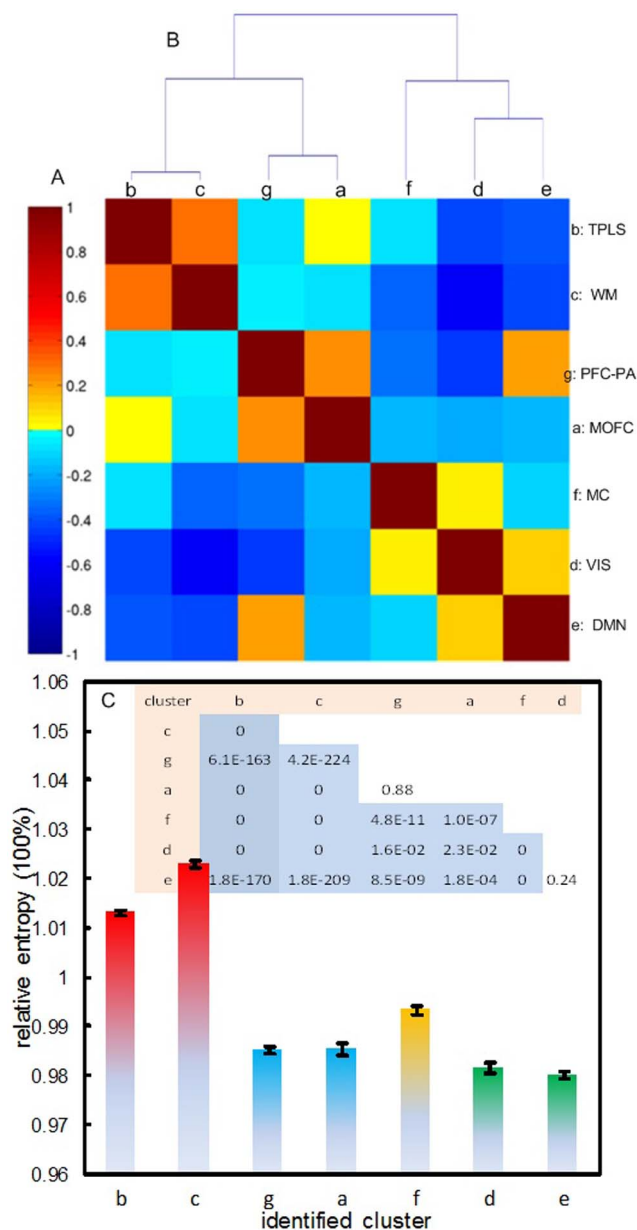 B
A
b c g a f d e
1
0.8
0.6
0.4
0.2
0
-0.2
-0.4
-0.6
-0.8
-1
b: TPLS
c: WM
g: PFC-PA
a: MOFC
f: MC
d: VIS
e: DMN
C
cluster b c g a f d
c 0
g 6.1E-163 4.2E-224
a 0 0 0.88
f 0 0 4.8E-11 1.0E-07
d 0 0 1.6E-02 2.3E-02 0
e 1.8E-170 1.8E-209 8.5E-09 1.8E-04 0 0.24
relative entropy (100%)
1.06
1.05
1.04
1.03
1.02
1.01
1
0.99
0.98
0.97
0.96
b c g a f d e
identified cluster